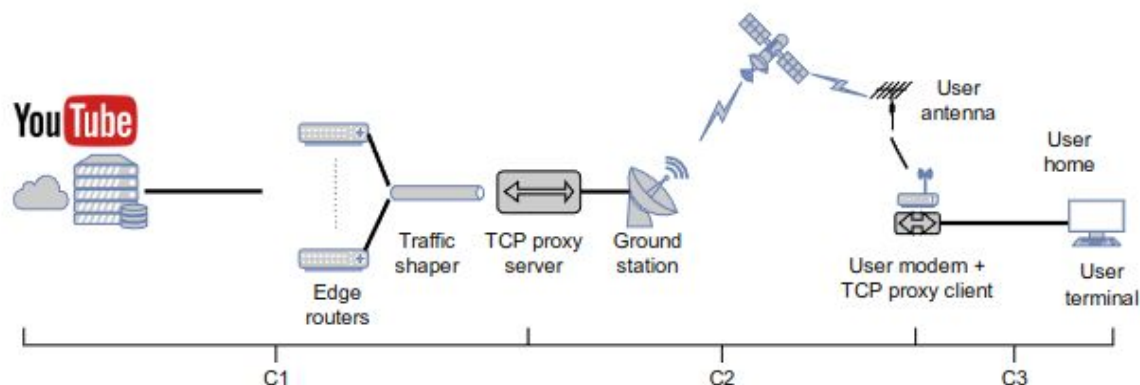 YouTube
User
antenna
User
home
Traffic
shaper
TCP proxy
server
Ground
station
Edge
routers
User modem +
TCP proxy client
User
terminal
C1
C2
C3